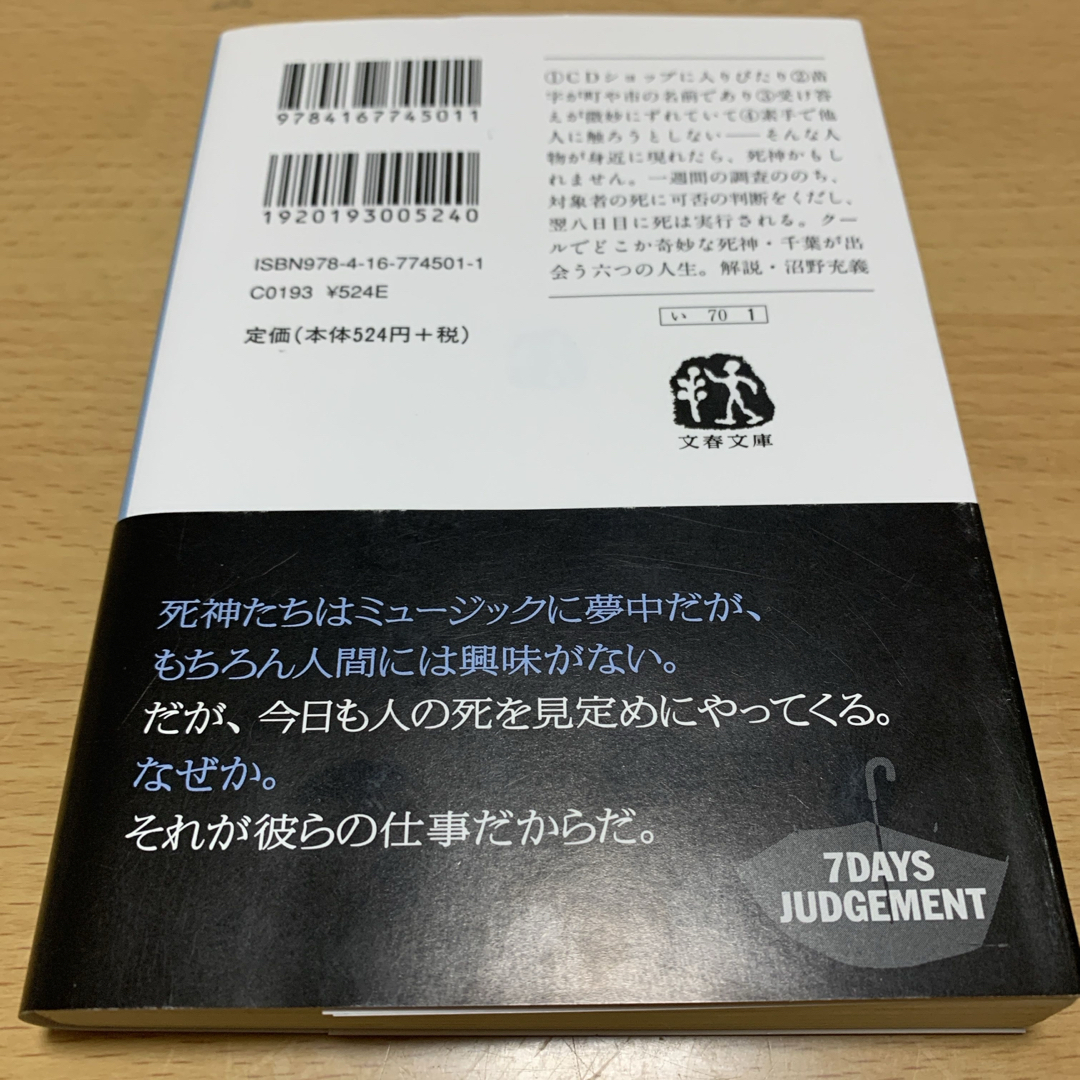 9784167745011
1920193005240
ISBN978-4-16-774501-1
C0193 ¥524E
定価(本体524円+税)
①CDショップに入りびたり②苗
字が町や市の名前であり③受け答
えが微妙にずれていて④素手で他
人に触ろうとしない――そんな人
物が身近に現れたら、死神かもし
れません。一週間の調査ののち、
対象者の死に可否の判断をくだし、
翌八日目に死は実行される。クー
ルでどこか奇妙な死神・千葉が出
会う六つの人生。解説・沼野充義
い 70 1
文春文庫
死神たちはミュージックに夢中だが、
もちろん人間には興味がない。
だが、今日も人の死を見定めにやってくる。
なぜか。
それが彼らの仕事だからだ。
7DAYS
JUDGEMENT